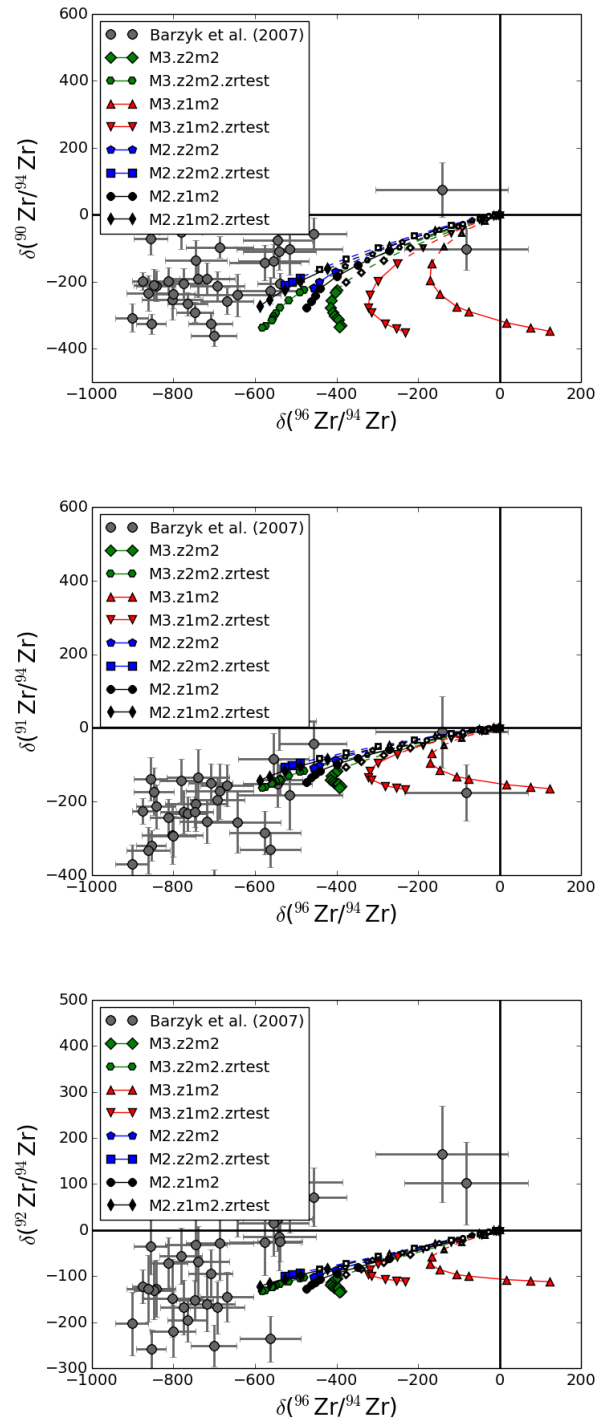 600
400
200
0
−200
−400
δ(⁹⁰Zr/⁹⁴Zr)
Barzyk et al. (2007)
M3.z2m2
M3.z2m2.zrtest
M3.z1m2
M3.z1m2.zrtest
M2.z2m2
M2.z2m2.zrtest
M2.z1m2
M2.z1m2.zrtest
−1000 −800 −600 −400 −200 0 200
δ(⁹⁶Zr/⁹⁴Zr)
600
400
200
0
−200
−400
δ(⁹¹Zr/⁹⁴Zr)
Barzyk et al. (2007)
M3.z2m2
M3.z2m2.zrtest
M3.z1m2
M3.z1m2.zrtest
M2.z2m2
M2.z2m2.zrtest
M2.z1m2
M2.z1m2.zrtest
−1000 −800 −600 −400 −200 0 200
δ(⁹⁶Zr/⁹⁴Zr)
500
400
300
200
100
0
−100
−200
−300
δ(⁹²Zr/⁹⁴Zr)
Barzyk et al. (2007)
M3.z2m2
M3.z2m2.zrtest
M3.z1m2
M3.z1m2.zrtest
M2.z2m2
M2.z2m2.zrtest
M2.z1m2
M2.z1m2.zrtest
−1000 −800 −600 −400 −200 0 200
δ(⁹⁶Zr/⁹⁴Zr)